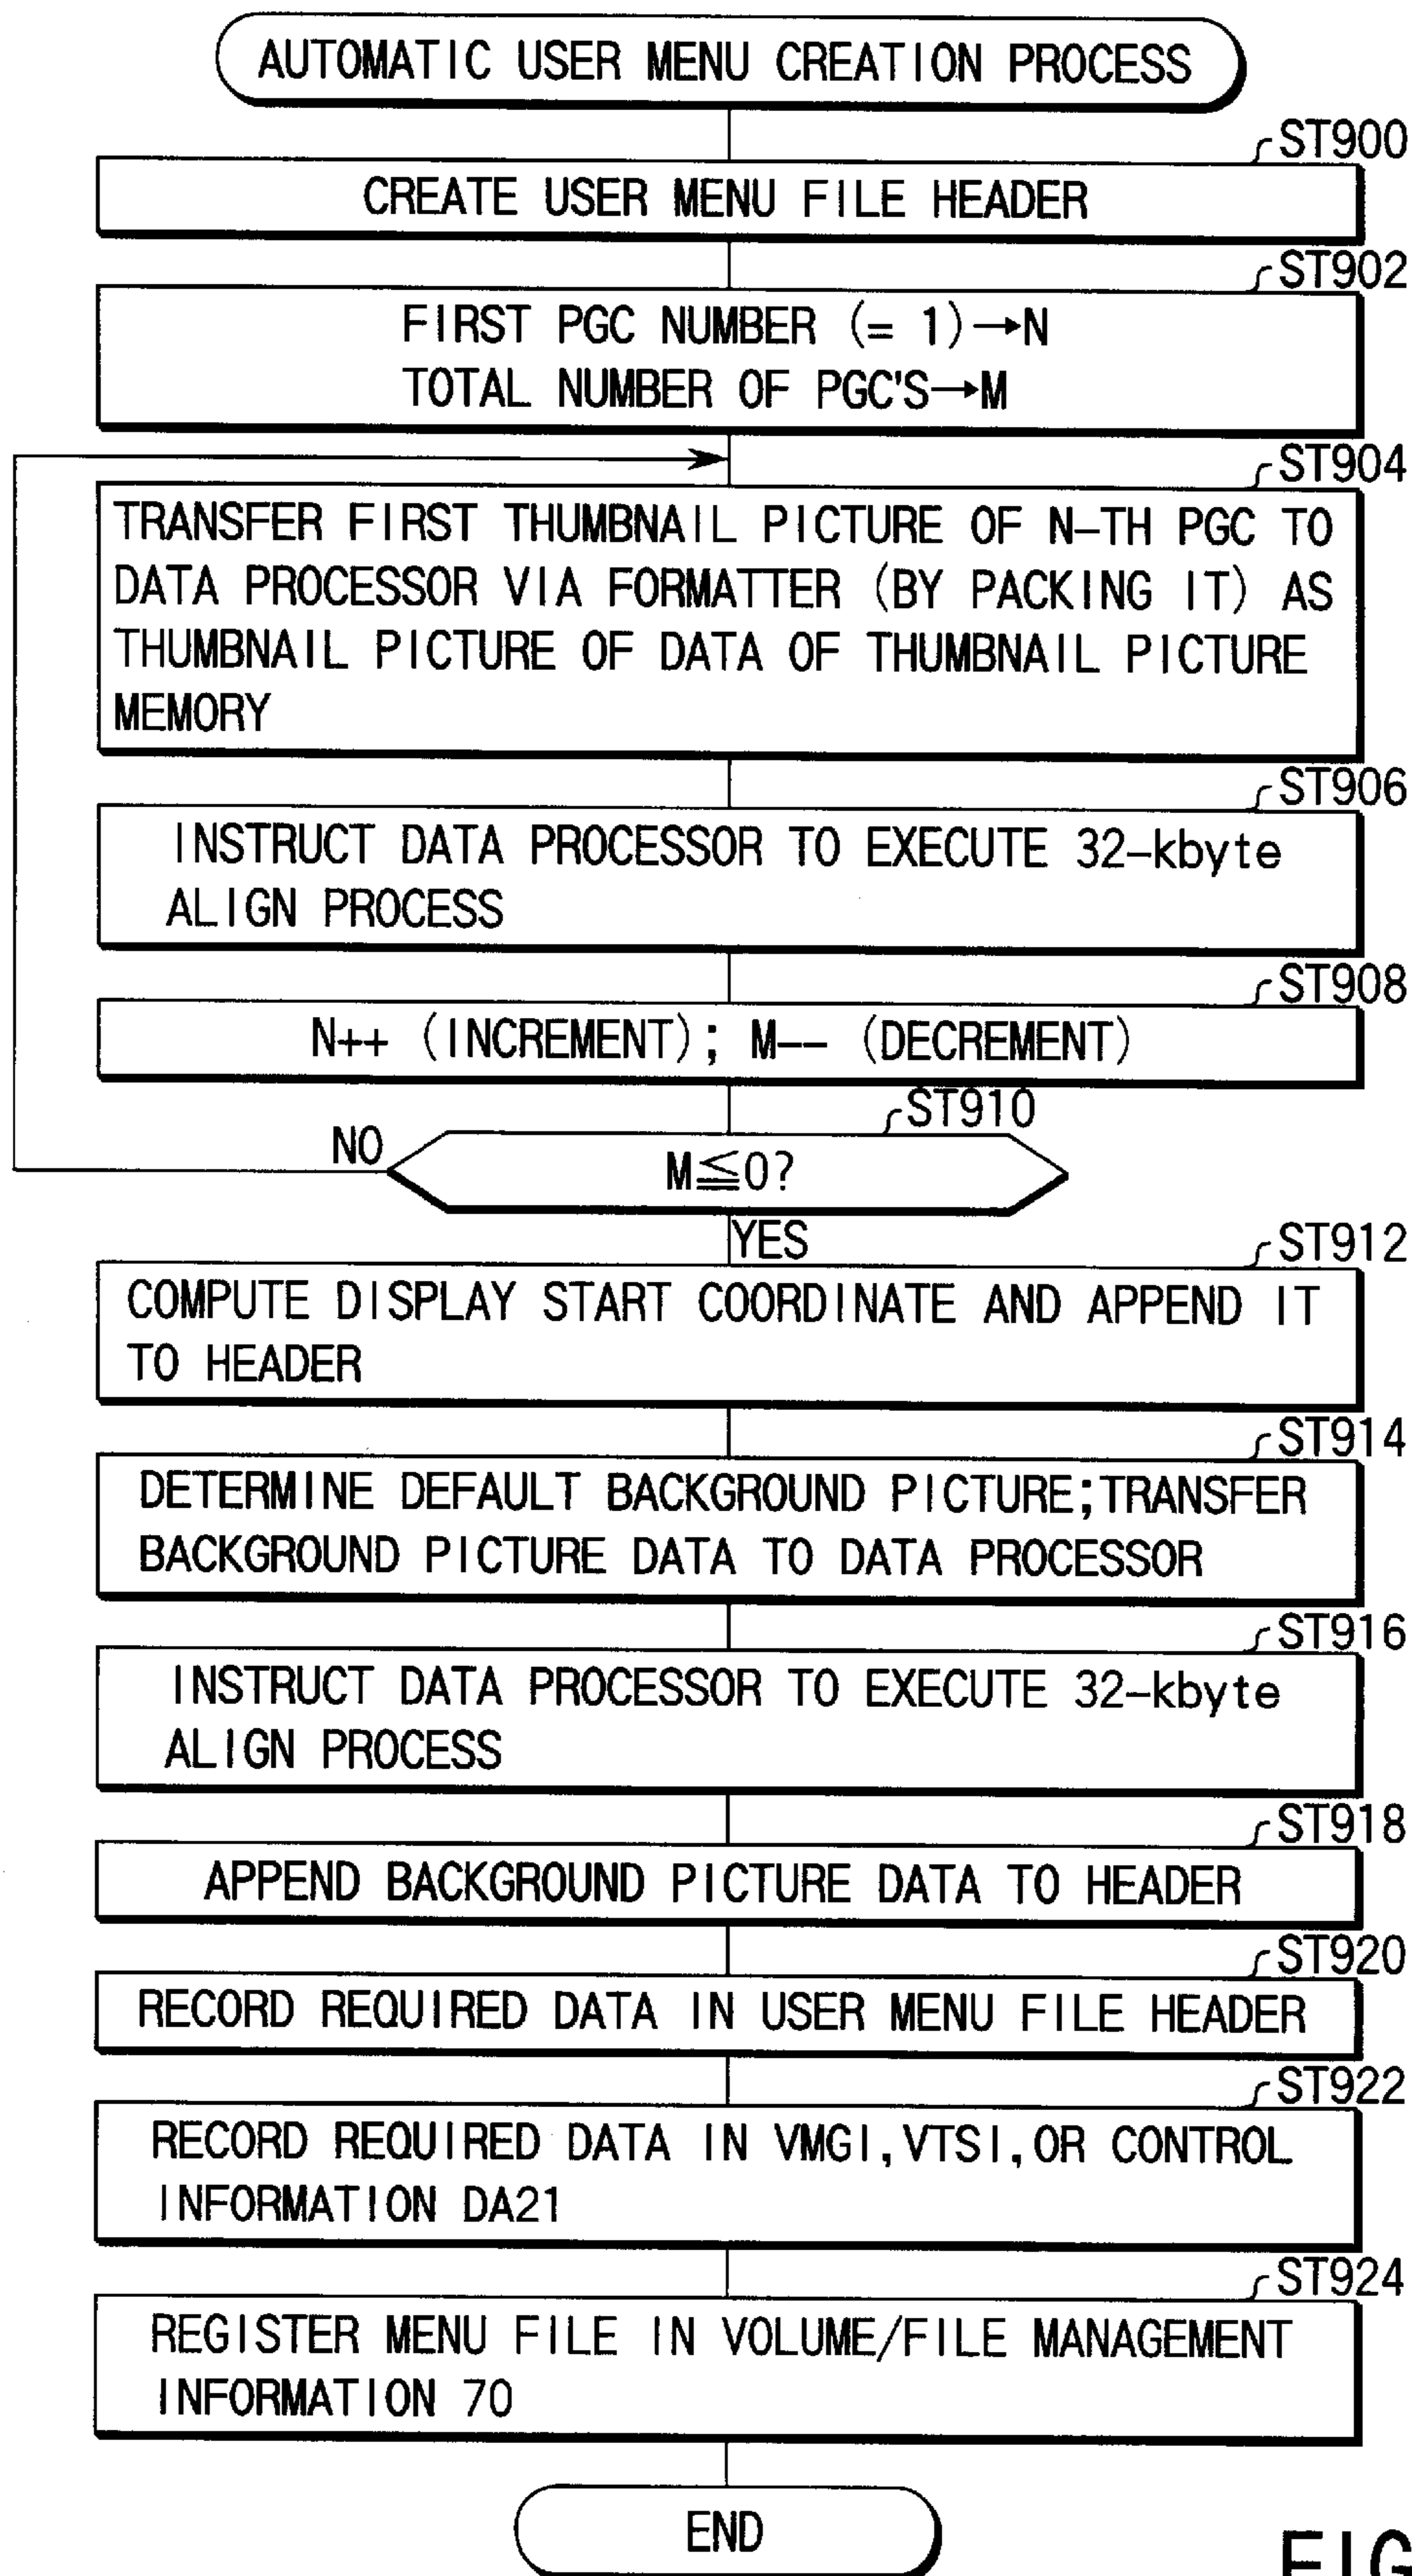 AUTOMATIC USER MENU CREATION PROCESS
ST900
CREATE USER MENU FILE HEADER
ST902
FIRST PGC NUMBER (= 1)→N
TOTAL NUMBER OF PGC'S→M
ST904
TRANSFER FIRST THUMBNAIL PICTURE OF N-TH PGC TO
DATA PROCESSOR VIA FORMATTER (BY PACKING IT) AS
THUMBNAIL PICTURE OF DATA OF THUMBNAIL PICTURE
MEMORY
ST906
INSTRUCT DATA PROCESSOR TO EXECUTE 32-kbyte
ALIGN PROCESS
ST908
N++ (INCREMENT); M-- (DECREMENT)
ST910
NO
M≦0?
YES
ST912
COMPUTE DISPLAY START COORDINATE AND APPEND IT
TO HEADER
ST914
DETERMINE DEFAULT BACKGROUND PICTURE;TRANSFER
BACKGROUND PICTURE DATA TO DATA PROCESSOR
ST916
INSTRUCT DATA PROCESSOR TO EXECUTE 32-kbyte
ALIGN PROCESS
ST918
APPEND BACKGROUND PICTURE DATA TO HEADER
ST920
RECORD REQUIRED DATA IN USER MENU FILE HEADER
ST922
RECORD REQUIRED DATA IN VMGI,VTSI,OR CONTROL
INFORMATION DA21
ST924
REGISTER MENU FILE IN VOLUME/FILE MANAGEMENT
INFORMATION 70
END